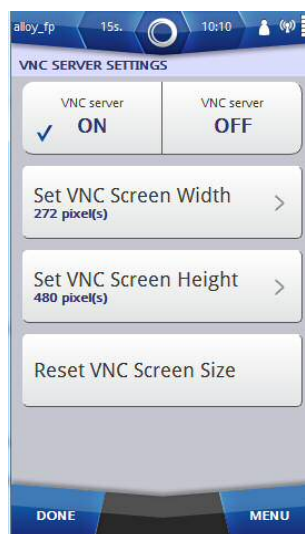 alloy_fp 15s. 10:10
VNC SERVER SETTINGS
VNC server VNC server
ON OFF
Set VNC Screen Width
272 pixel(s)
Set VNC Screen Height
480 pixel(s)
Reset VNC Screen Size
DONE MENU